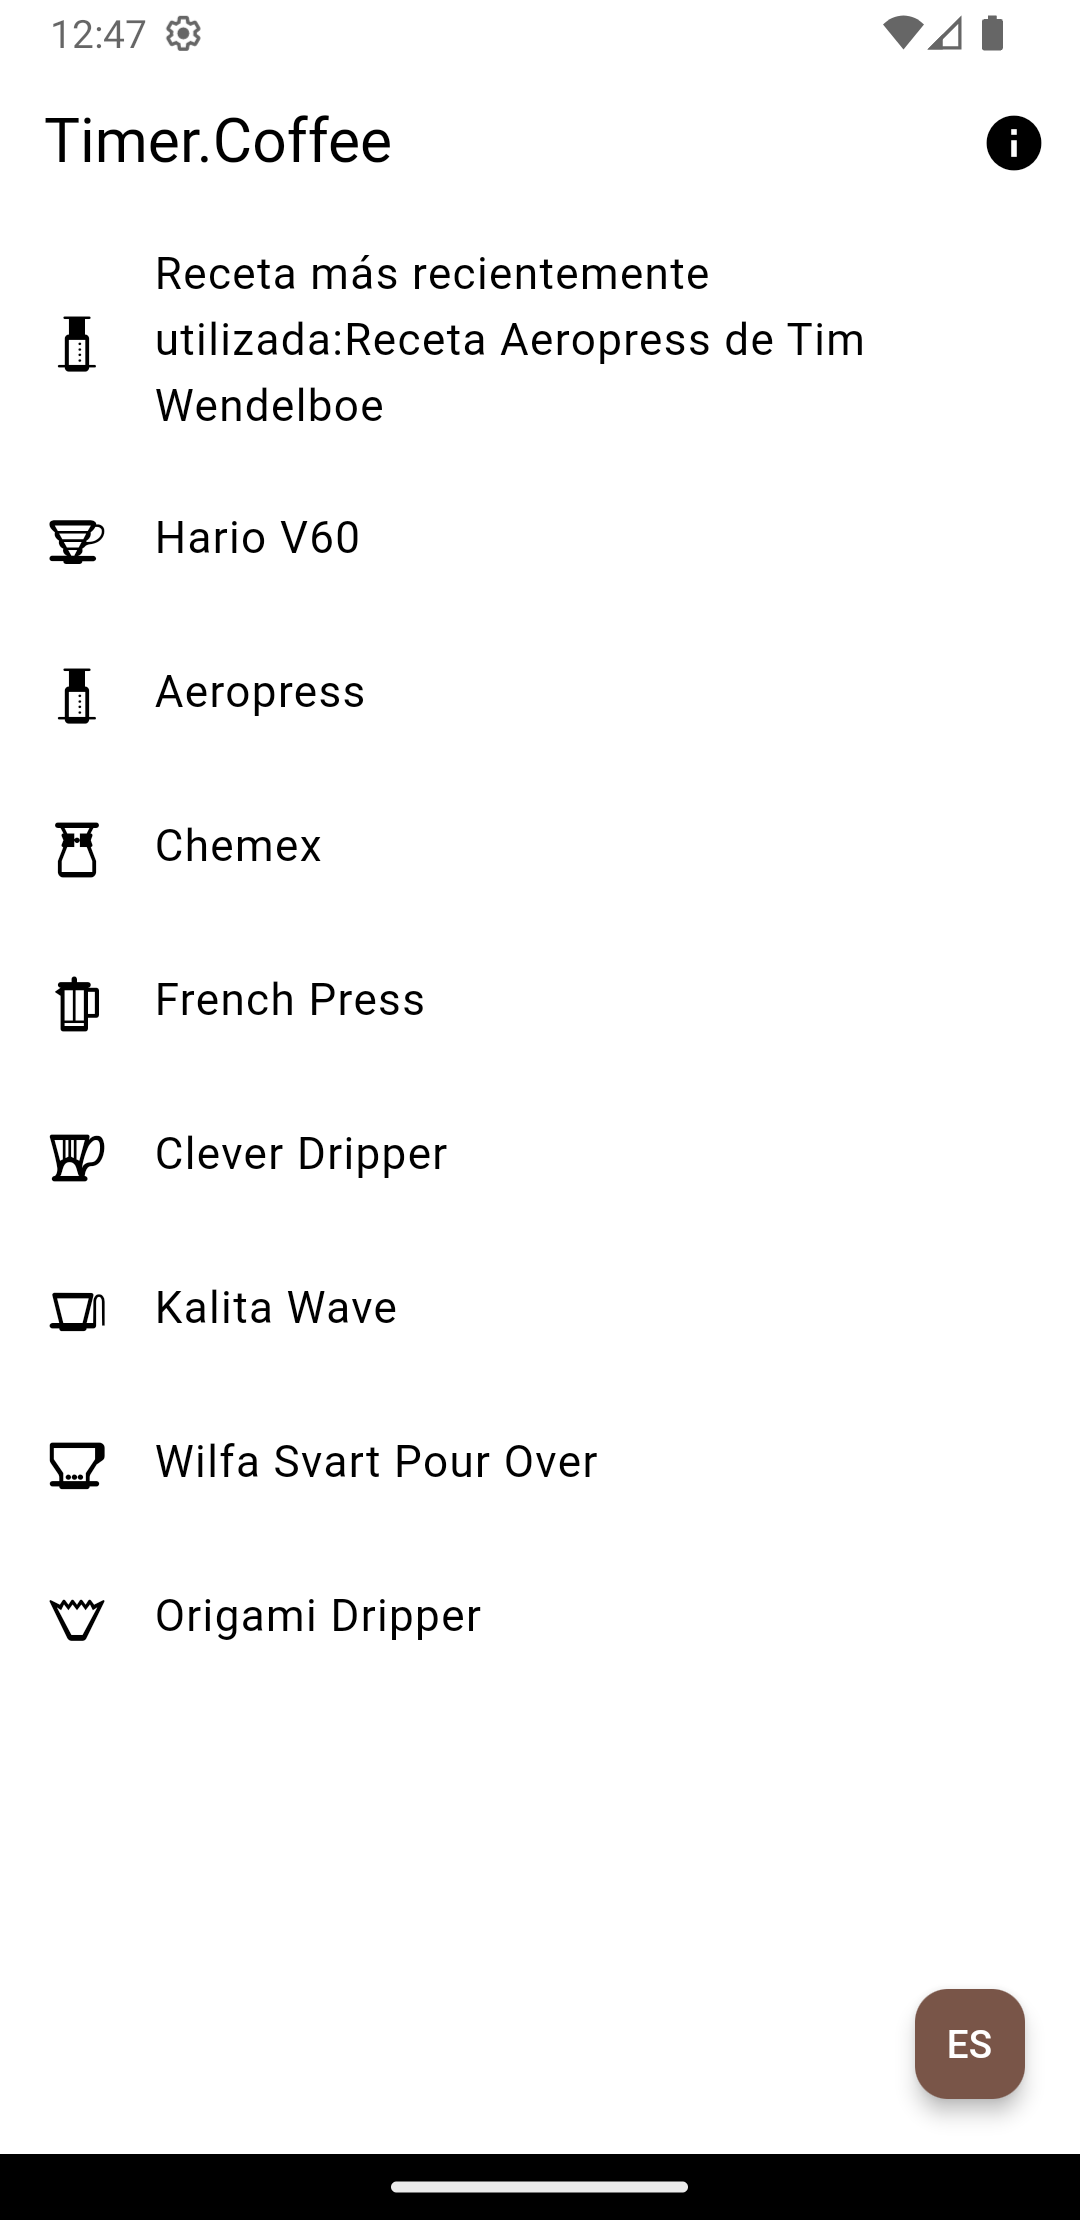 12:47
Timer.Coffee
Receta más recientemente
utilizada:Receta Aeropress de Tim
Wendelboe
Hario V60
Aeropress
Chemex
French Press
Clever Dripper
Kalita Wave
Wilfa Svart Pour Over
Origami Dripper
ES